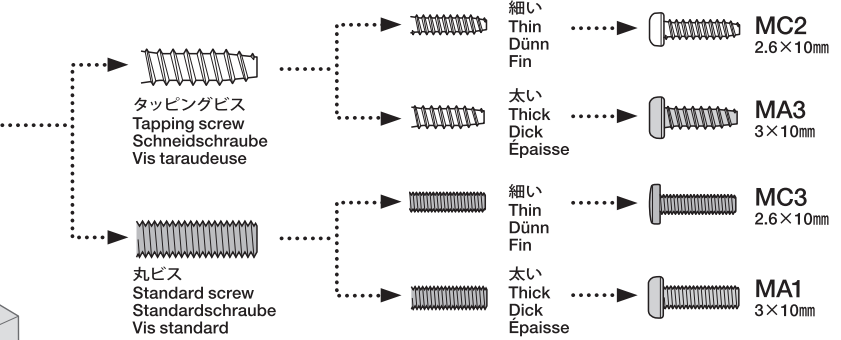 タッピングビス
Tapping screw
Schneidschraube
Vis taraudeuse
細い
Thin
Dünn
Fin
MC2
2.6×10㎜
太い
Thick
Dick
Épaisse
MA3
3×10㎜
丸ビス
Standard screw
Standardschraube
Vis standard
細い
Thin
Dünn
Fin
MC3
2.6×10㎜
太い
Thick
Dick
Épaisse
MA1
3×10㎜